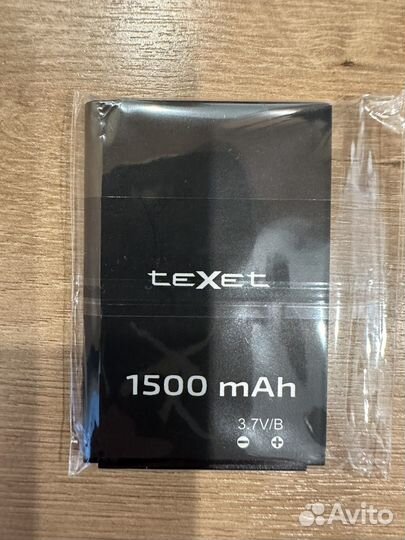 teXet
1500 mAh
3.7V/B
- +
Avito